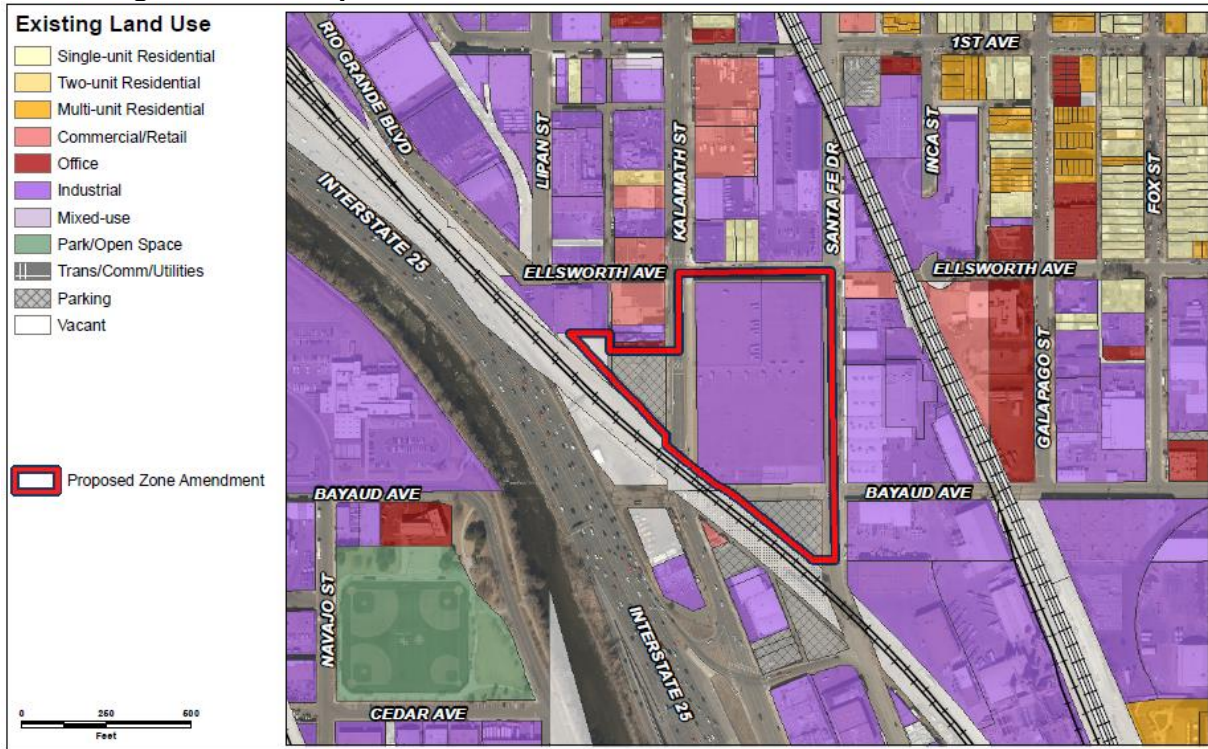 Existing Land Use
Single-unit Residential
Two-unit Residential
Multi-unit Residential
Commercial/Retail
Office
Industrial
Mixed-use
Park/Open Space
Trans/Comm/Utilities
Parking
Vacant
Proposed Zone Amendment
0 250 500
Feet
RIO GRANDE BLVD
1ST AVE
LIPAN ST
KALAMATH ST
SANTA FE DR
INCA ST
FOX ST
INTERSTATE 25
ELLSWORTH AVE
ELLSWORTH AVE
GALAPAGO ST
BAYAUD AVE
BAYAUD AVE
NAVAJO ST
INTERSTATE 25
CEDAR AVE